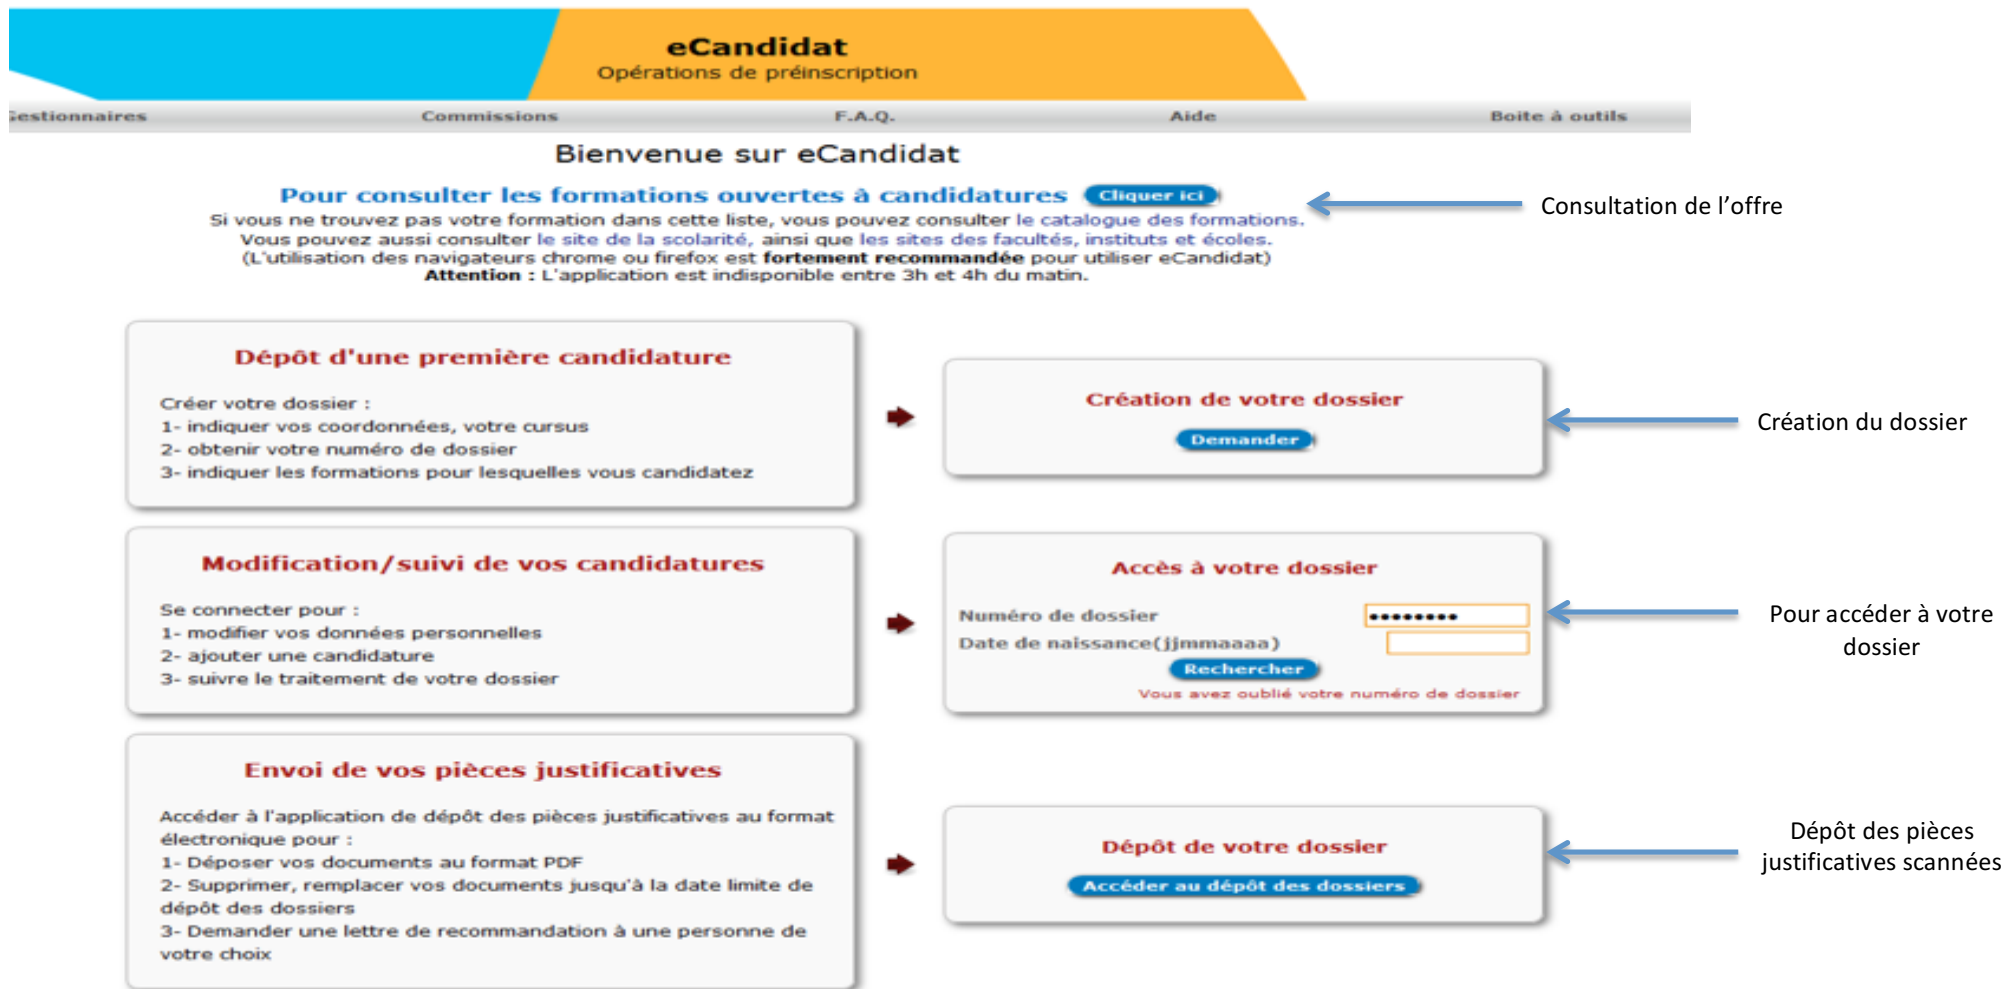 eCandidat
Opérations de préinscription
Gestionnaires Commissions F.A.Q. Aide Boite à outils
Bienvenue sur eCandidat
Pour consulter les formations ouvertes à candidatures Cliquer ici
Consultation de l’offre
Si vous ne trouvez pas votre formation dans cette liste, vous pouvez consulter le catalogue des formations.
Vous pouvez aussi consulter le site de la scolarité, ainsi que les sites des facultés, instituts et écoles.
(L'utilisation des navigateurs chrome ou firefox est fortement recommandée pour utiliser eCandidat)
Attention : L'application est indisponible entre 3h et 4h du matin.
Dépôt d'une première candidature
Créer votre dossier :
1- indiquer vos coordonnées, votre cursus
2- obtenir votre numéro de dossier
3- indiquer les formations pour lesquelles vous candidatez
Création de votre dossier
Demander
Création du dossier
Modification/suivi de vos candidatures
Se connecter pour :
1- modifier vos données personnelles
2- ajouter une candidature
3- suivre le traitement de votre dossier
Accès à votre dossier
Numéro de dossier ••••••••
Date de naissance(jjmmaaaa)
Rechercher
Vous avez oublié votre numéro de dossier
Pour accéder à votre
dossier
Envoi de vos pièces justificatives
Accéder à l'application de dépôt des pièces justificatives au format
électronique pour :
1- Déposer vos documents au format PDF
2- Supprimer, remplacer vos documents jusqu'à la date limite de
dépôt des dossiers
3- Demander une lettre de recommandation à une personne de
votre choix
Dépôt de votre dossier
Accéder au dépôt des dossiers
Dépôt des pièces
justificatives scannées